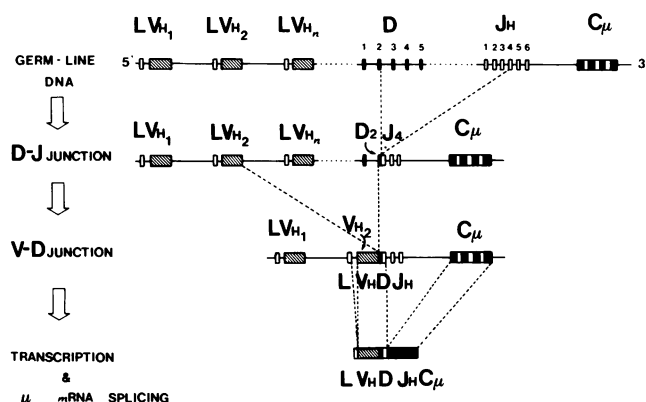 LVH1 LVH2 LVHn D JH Cμ
1 2 3 4 5 1 2 3 4 5 6
GERM-LINE 5' 3
DNA
LVH1 LVH2 LVHn D2 J4 Cμ
D-J JUNCTION
VH2
LVH1 Cμ
V-D JUNCTION
L VH D JH
TRANSCRIPTION
L VH D JH Cμ
&
μ mRNA SPLICING